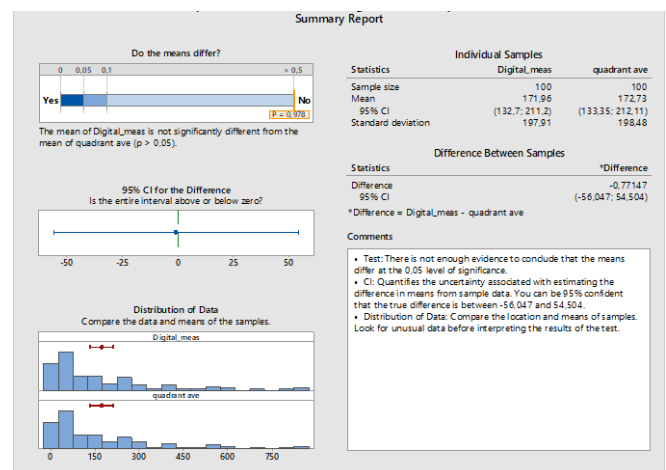 Summary Report
Do the means differ?
0 0,05 0,1 > 0,5
Yes No
P = 0,978
The mean of Digital_meas is not significantly different from the
mean of quadrant ave (p > 0,05).
95% CI for the Difference
Is the entire interval above or below zero?
-50 -25 0 25 50
Distribution of Data
Compare the data and means of the samples.
Digital_meas
quadrant ave
0 150 300 450 600 750
Individual Samples
Statistics Digital_meas quadrant ave
Sample size 100 100
Mean 171,96 172,73
95% CI (132,7; 211,2) (133,35; 212,11)
Standard deviation 197,91 198,48
Difference Between Samples
Statistics *Difference
Difference -0,77147
95% CI (-56,047; 54,504)
*Difference = Digital_meas - quadrant ave
Comments
• Test: There is not enough evidence to conclude that the means
differ at the 0,05 level of significance.
• CI: Quantifies the uncertainty associated with estimating the
difference in means from sample data. You can be 95% confident
that the true difference is between -56,047 and 54,504.
• Distribution of Data: Compare the location and means of samples.
Look for unusual data before interpreting the results of the test.